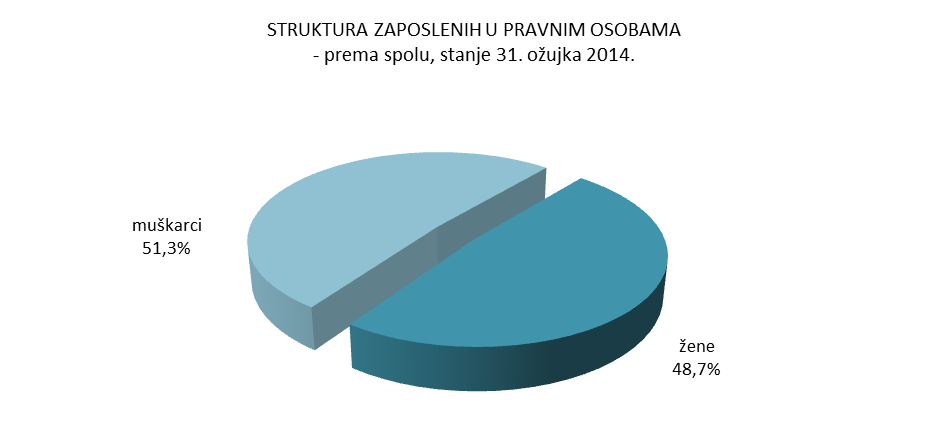 STRUKTURA ZAPOSLENIH U PRAVNIM OSOBAMA
- prema spolu, stanje 31. ožujka 2014.
muškarci
51,3%
žene
48,7%